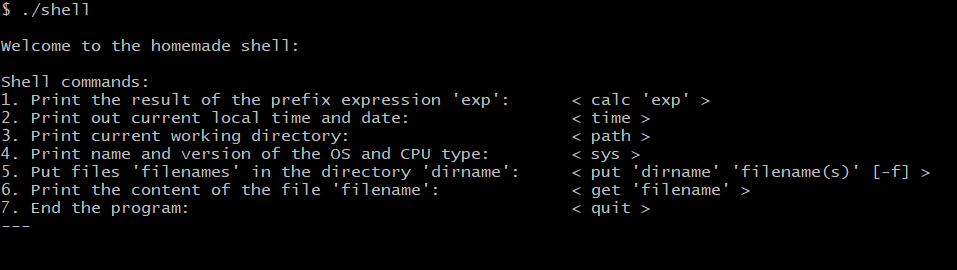 $ ./shell
Welcome to the homemade shell:
Shell commands:
1. Print the result of the prefix expression 'exp': < calc 'exp' >
2. Print out current local time and date: < time >
3. Print current working directory: < path >
4. Print name and version of the OS and CPU type: < sys >
5. Put files 'filenames' in the directory 'dirname': < put 'dirname' 'filename(s)' [-f] >
6. Print the content of the file 'filename': < get 'filename' >
7. End the program: < quit >
---